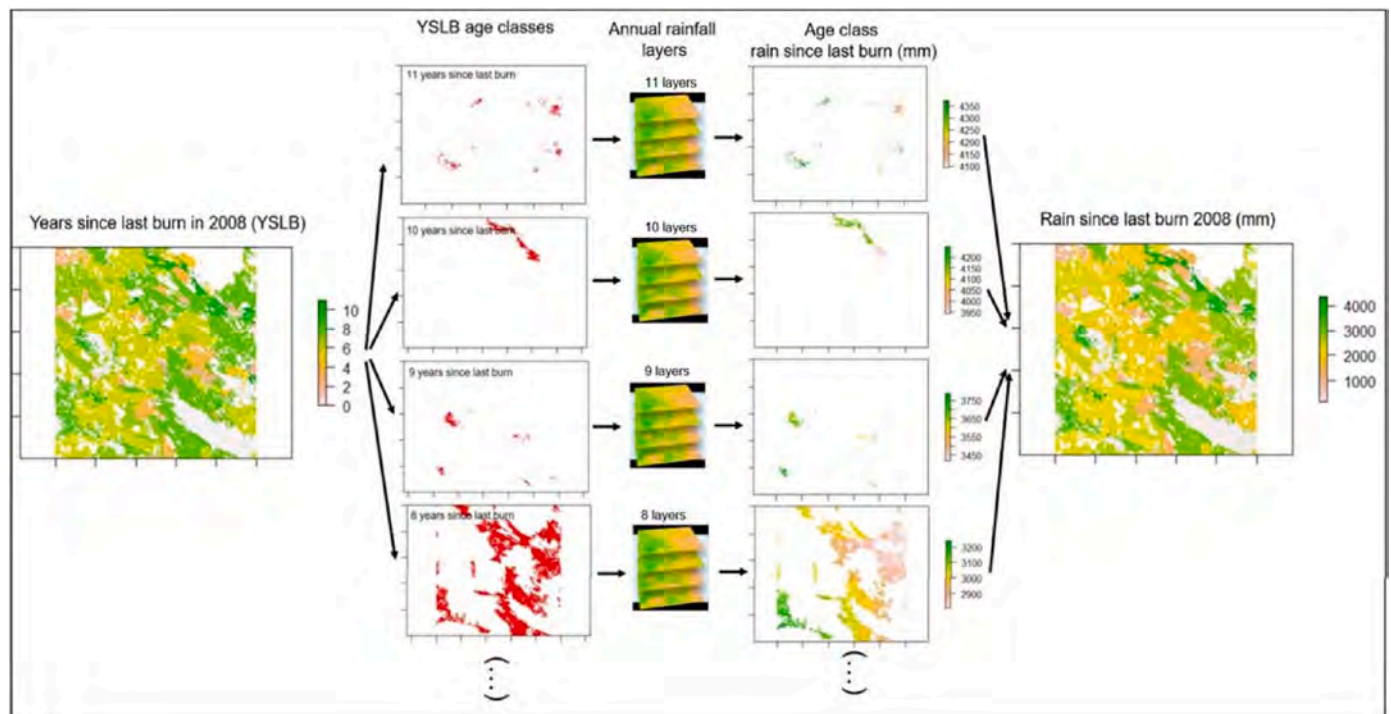 YSLB age classes
Annual rainfall
layers
Age class
rain since last burn (mm)
11 years since last burn
11 layers
4350
4300
4250
4200
4150
4100
Years since last burn in 2008 (YSLB)
10
8
6
4
2
0
10 years since last burn
10 layers
4200
4150
4100
4050
4000
3950
Rain since last burn 2008 (mm)
4000
3000
2000
1000
9 years since last burn
9 layers
3750
3650
3550
3450
8 years since last burn
8 layers
3200
3100
3000
2900
(....)
(....)